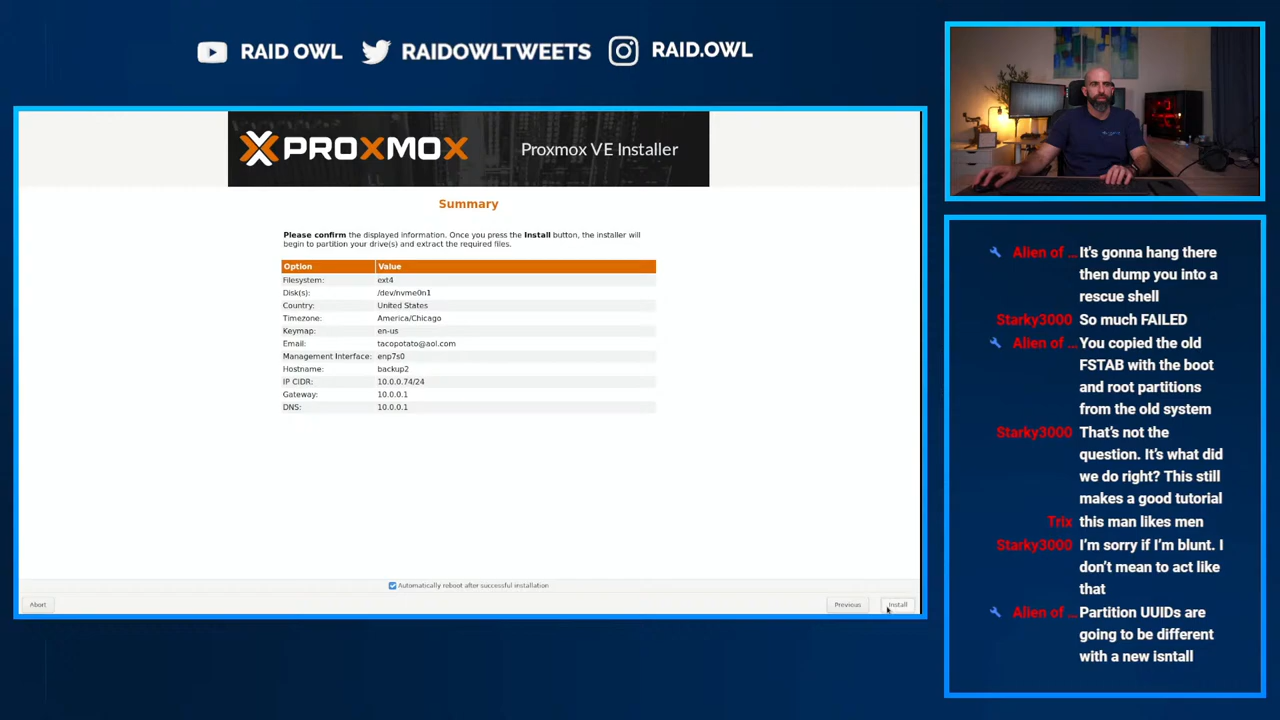 RAID OWL
RAIDOWLTWEETS
RAID.OWL
PROXMOX
Proxmox VE Installer
Summary
Please confirm the displayed information. Once you press the Install button, the installer will
begin to partition your drive(s) and extract the required files.
Option Value
Filesystem: ext4
Disk(s): /dev/nvme0n1
Country: United States
Timezone: America/Chicago
Keymap: en-us
Email: tacopotato@aol.com
Management Interface: enp7s0
Hostname: backup2
IP CIDR: 10.0.0.74/24
Gateway: 10.0.0.1
DNS: 10.0.0.1
Automatically reboot after successful installation
Abort
Previous
Install
Alien of ... It's gonna hang there
then dump you into a
rescue shell
Starky3000 So much FAILED
Alien of ... You copied the old
FSTAB with the boot
and root partitions
from the old system
Starky3000 That's not the
question. It's what did
we do right? This still
makes a good tutorial
Trix this man likes men
Starky3000 I'm sorry if I'm blunt. I
don't mean to act like
that
Alien of ... Partition UUIDs are
going to be different
with a new isntall